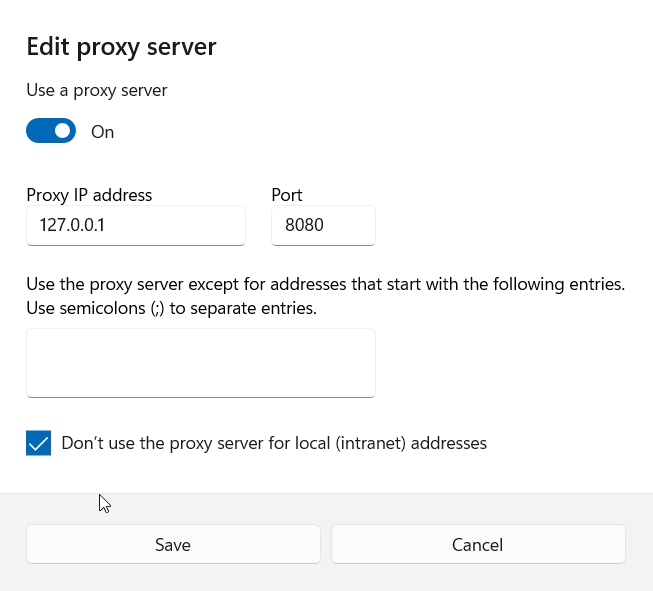 Edit proxy server
Use a proxy server
On
Proxy IP address Port
127.0.0.1 8080
Use the proxy server except for addresses that start with the following entries.
Use semicolons (;) to separate entries.
Don’t use the proxy server for local (intranet) addresses
Save Cancel